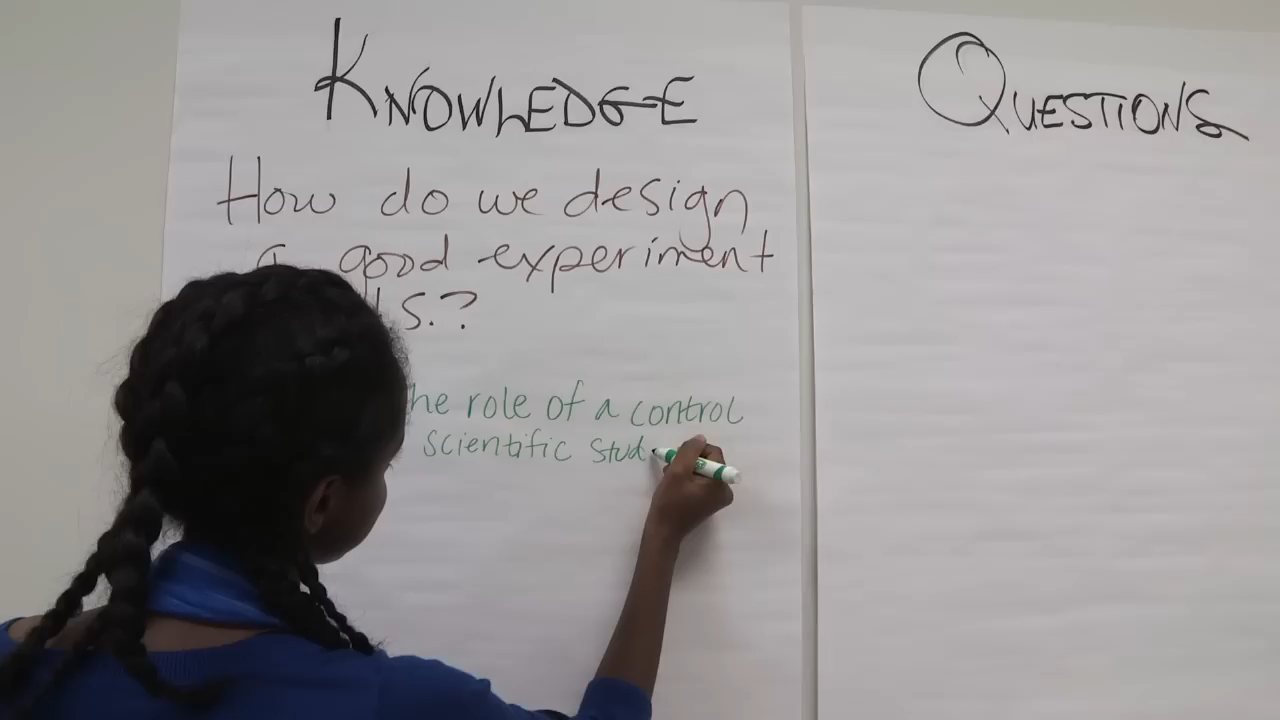 KNOWLEDGE
How do we design
a good experiment
s.?
he role of a control
scientific stud
QUESTIONS